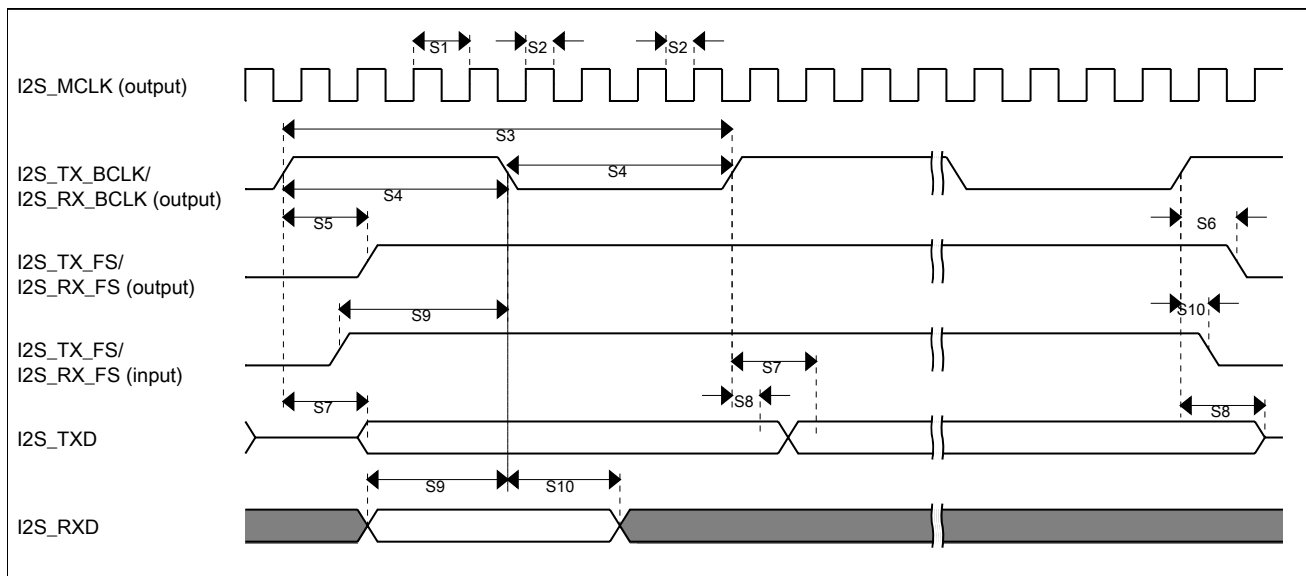 S1
S2
S2
I2S_MCLK (output)
S3
I2S_TX_BCLK/
I2S_RX_BCLK (output)
S4
S4
S5
S6
I2S_TX_FS/
I2S_RX_FS (output)
S9
S10
I2S_TX_FS/
I2S_RX_FS (input)
S7
S7
S8
S8
I2S_TXD
S9
S10
I2S_RXD